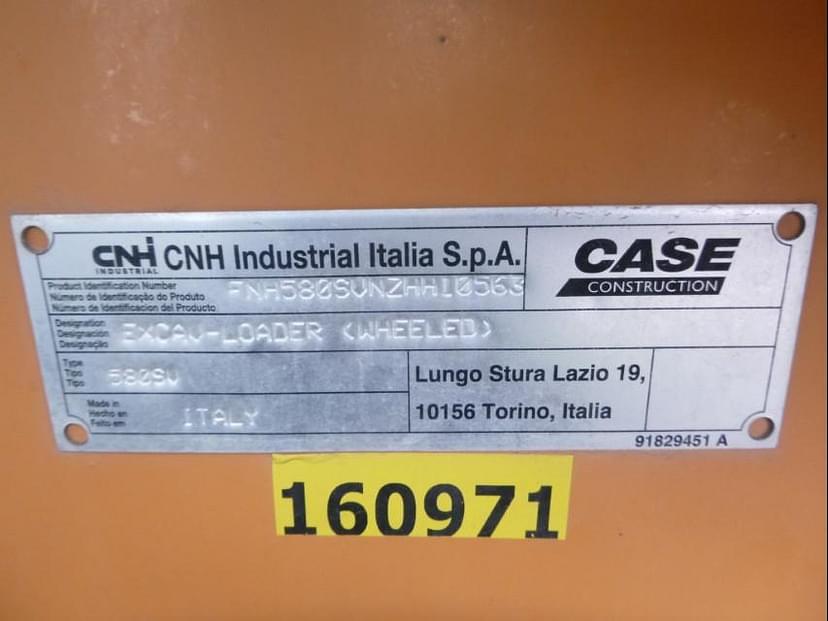 CNH INDUSTRIAL CNH Industrial Italia S.p.A.
CASE
CONSTRUCTION
Product Identification Number
Número de Identificação do Produto
Número de Identificacion del Producto
FNH580SVNZHH10563
Designation
Designación
Designação
EXCAV-LOADER (WHEELED)
Type
Tipo
Tipo
580SV
Lungo Stura Lazio 19,
10156 Torino, Italia
Made in
Hecho en
Feito em
ITALY
91829451 A
160971